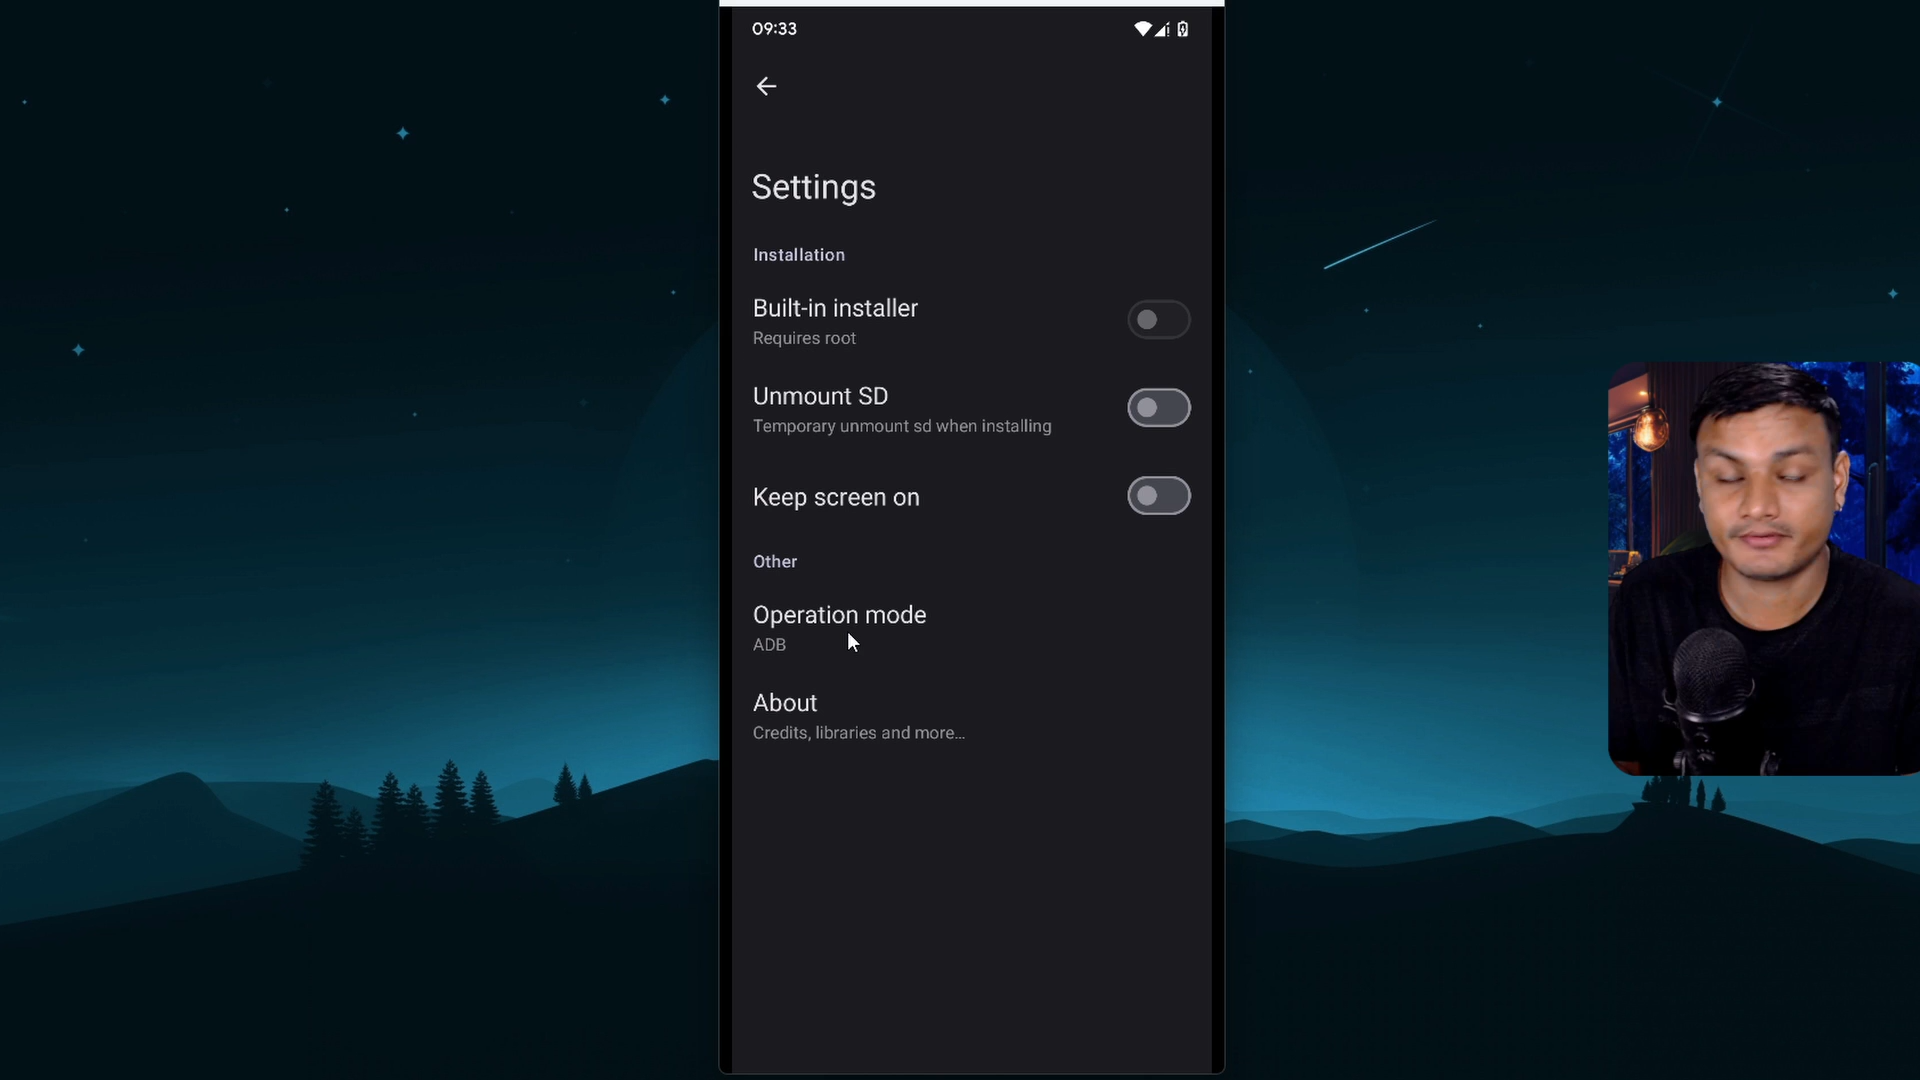 09:33
Settings
Installation
Built-in installer
Requires root
Unmount SD
Temporary unmount sd when installing
Keep screen on
Other
Operation mode
ADB
About
Credits, libraries and more...